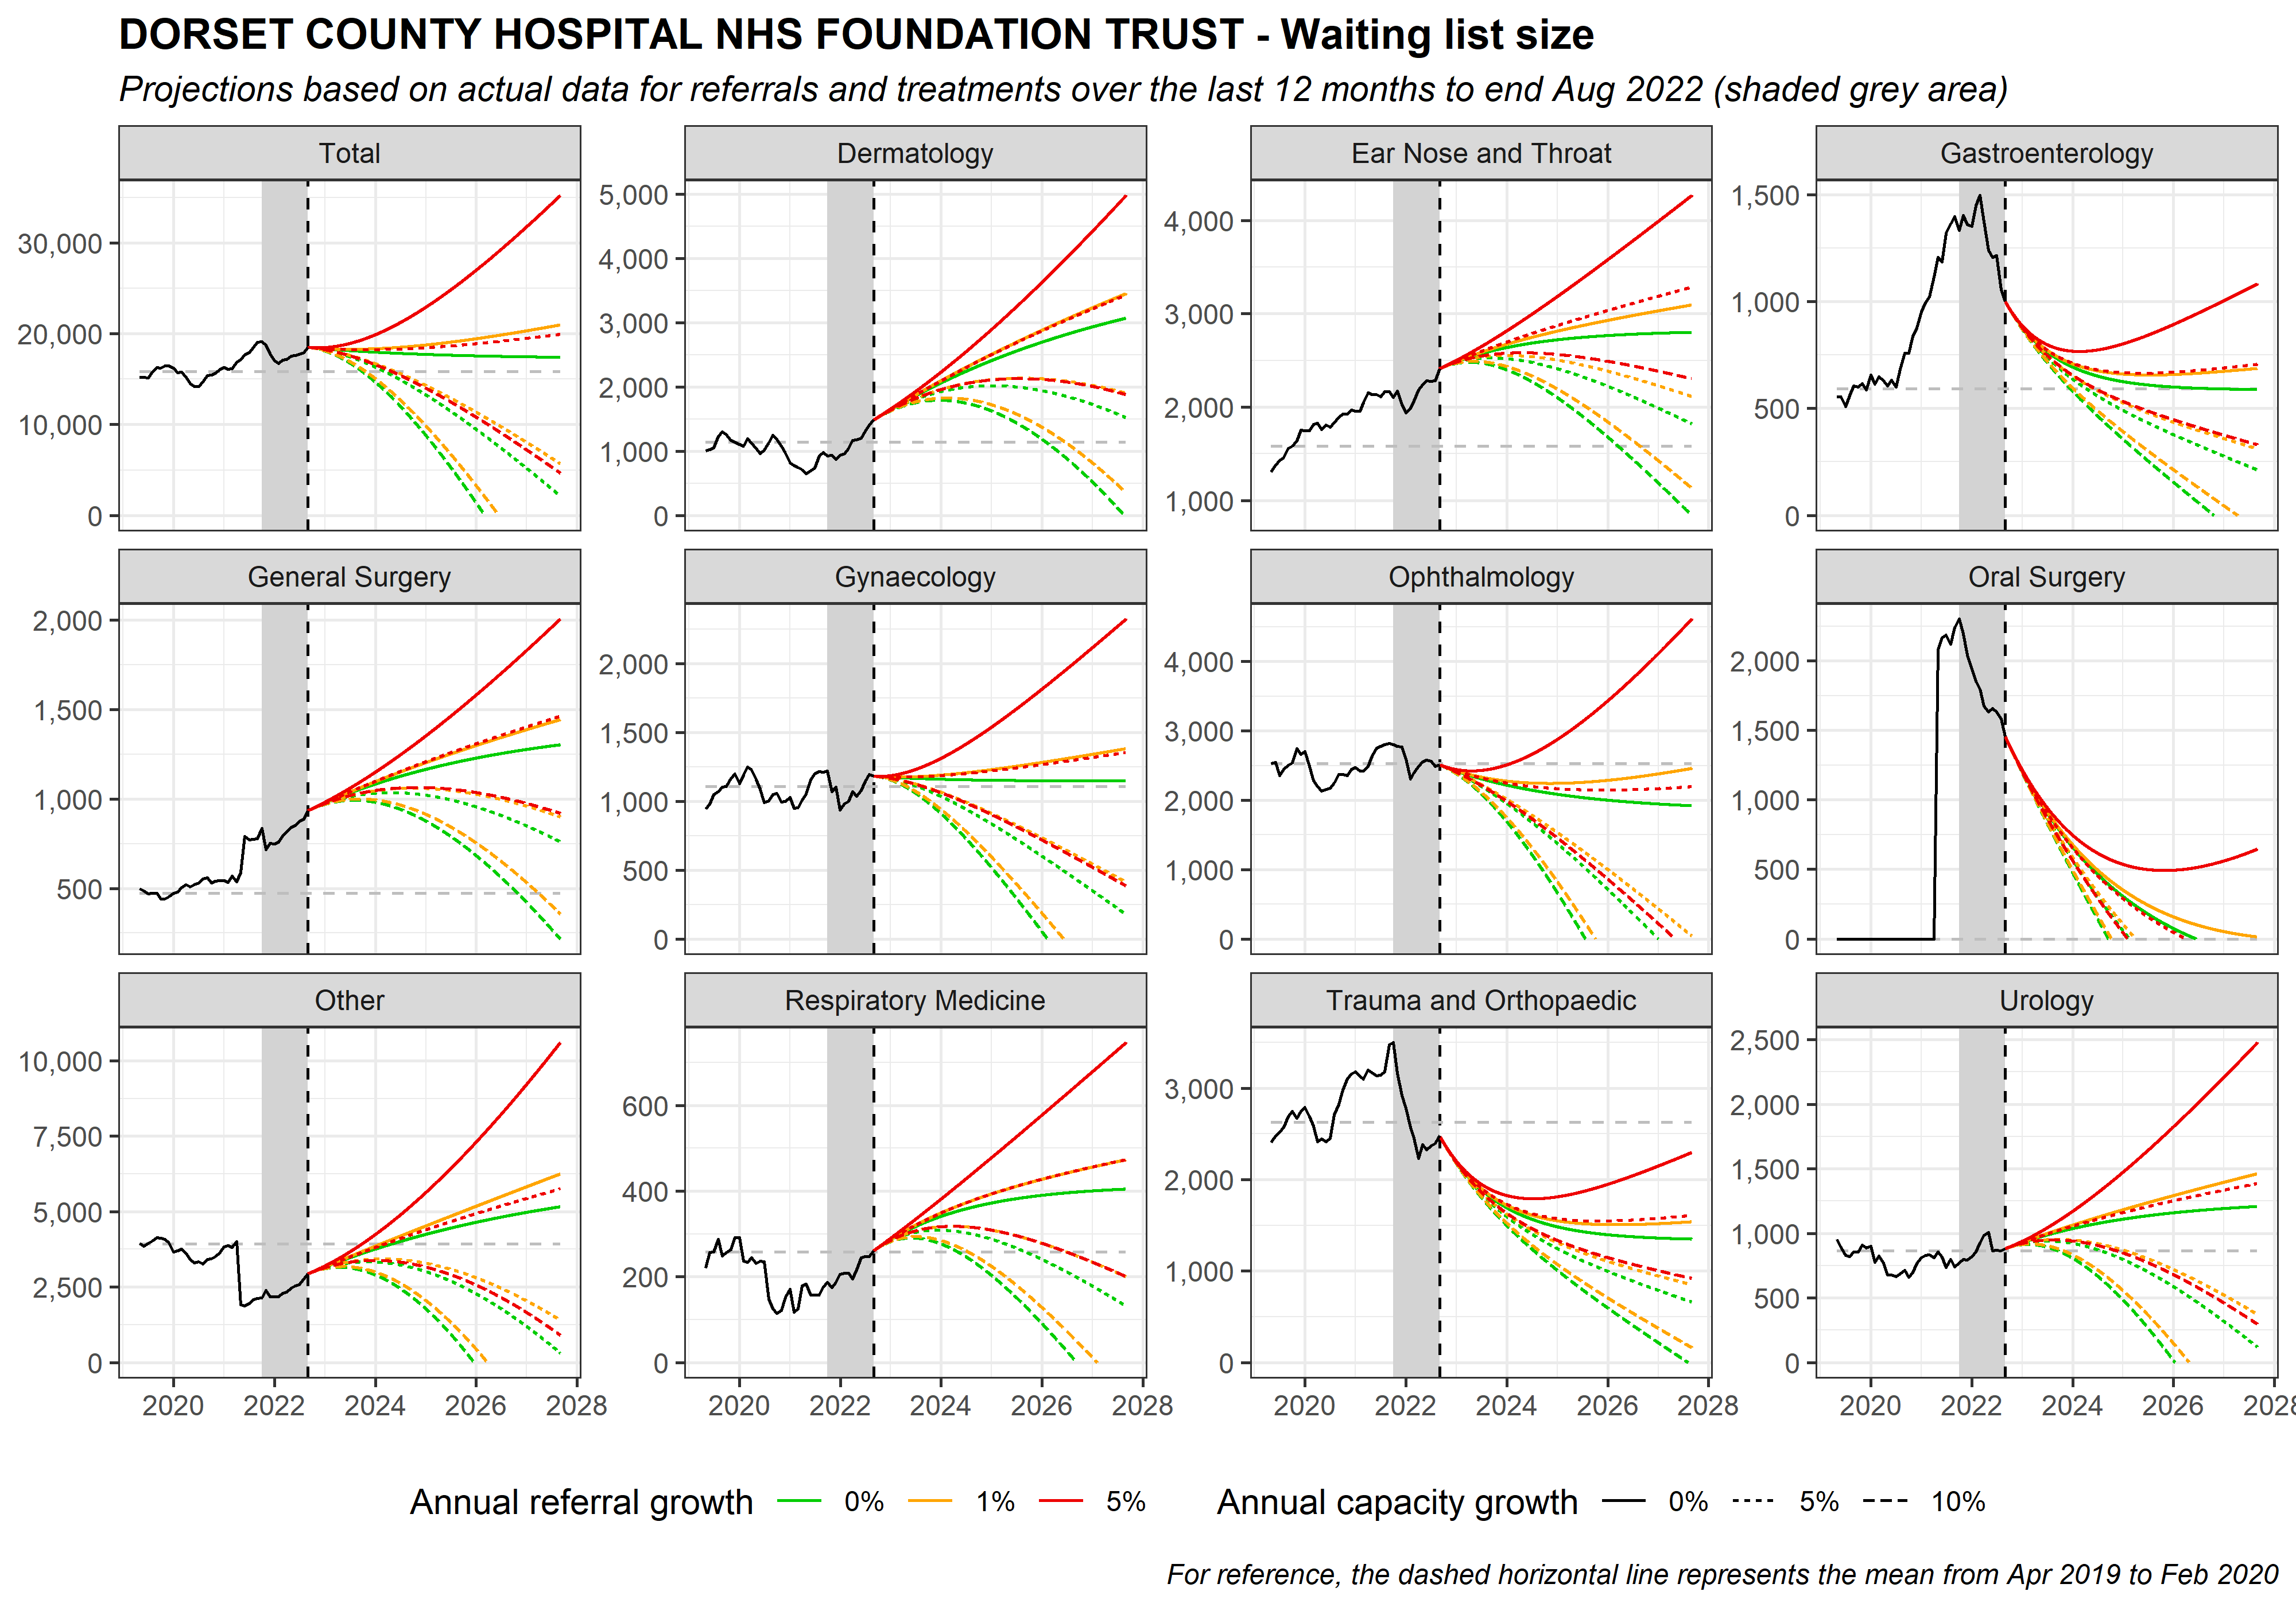 DORSET COUNTY HOSPITAL NHS FOUNDATION TRUST - Waiting list size
Projections based on actual data for referrals and treatments over the last 12 months to end Aug 2022 (shaded grey area)
Total
Dermatology
Ear Nose and Throat
Gastroenterology
30,000
20,000
10,000
0
5,000
4,000
3,000
2,000
1,000
0
4,000
3,000
2,000
1,000
1,500
1,000
500
0
General Surgery
Gynaecology
Ophthalmology
Oral Surgery
2,000
1,500
1,000
500
2,000
1,500
1,000
500
0
4,000
3,000
2,000
1,000
0
2,000
1,500
1,000
500
0
Other
Respiratory Medicine
Trauma and Orthopaedic
Urology
10,000
7,500
5,000
2,500
0
600
400
200
0
3,000
2,000
1,000
0
2,500
2,000
1,500
1,000
500
0
2020 2022 2024 2026 2028
2020 2022 2024 2026 2028
2020 2022 2024 2026 2028
2020 2022 2024 2026 2028
Annual referral growth 0% 1% 5%
Annual capacity growth 0% 5% 10%
For reference, the dashed horizontal line represents the mean from Apr 2019 to Feb 2020